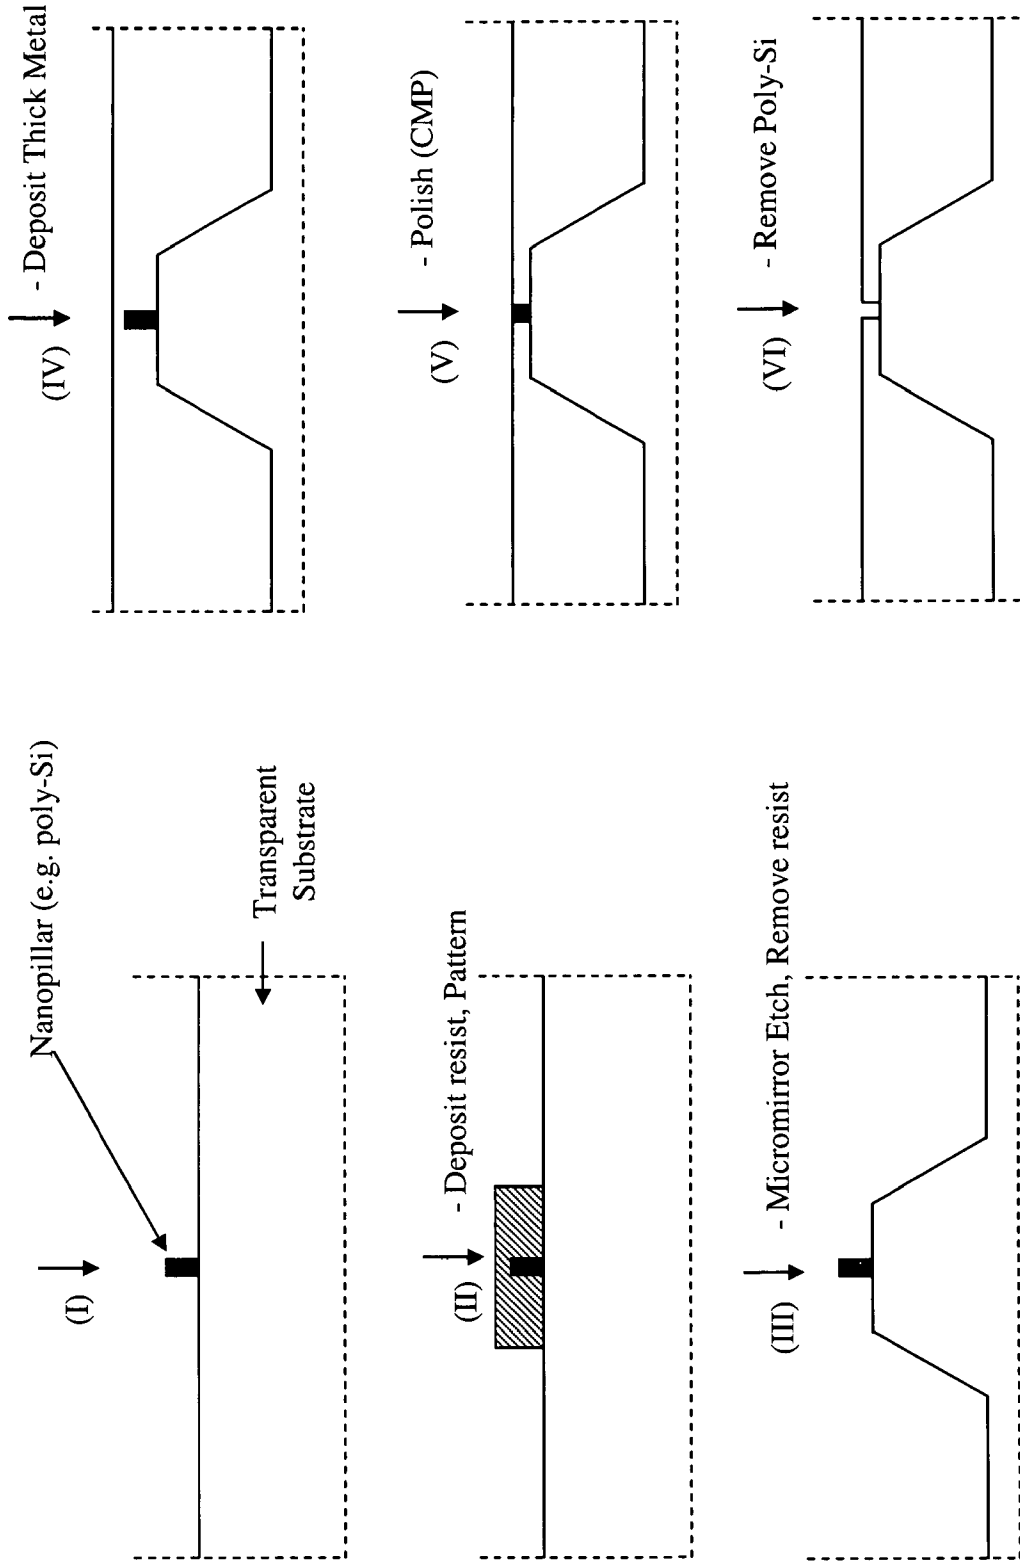 (I)
Nanopillar (e.g. poly-Si)
Transparent
Substrate
(II)
- Deposit resist, Pattern
(III)
- Micromirror Etch, Remove resist
(IV)
- Deposit Thick Metal
(V)
- Polish (CMP)
(VI)
- Remove Poly-Si